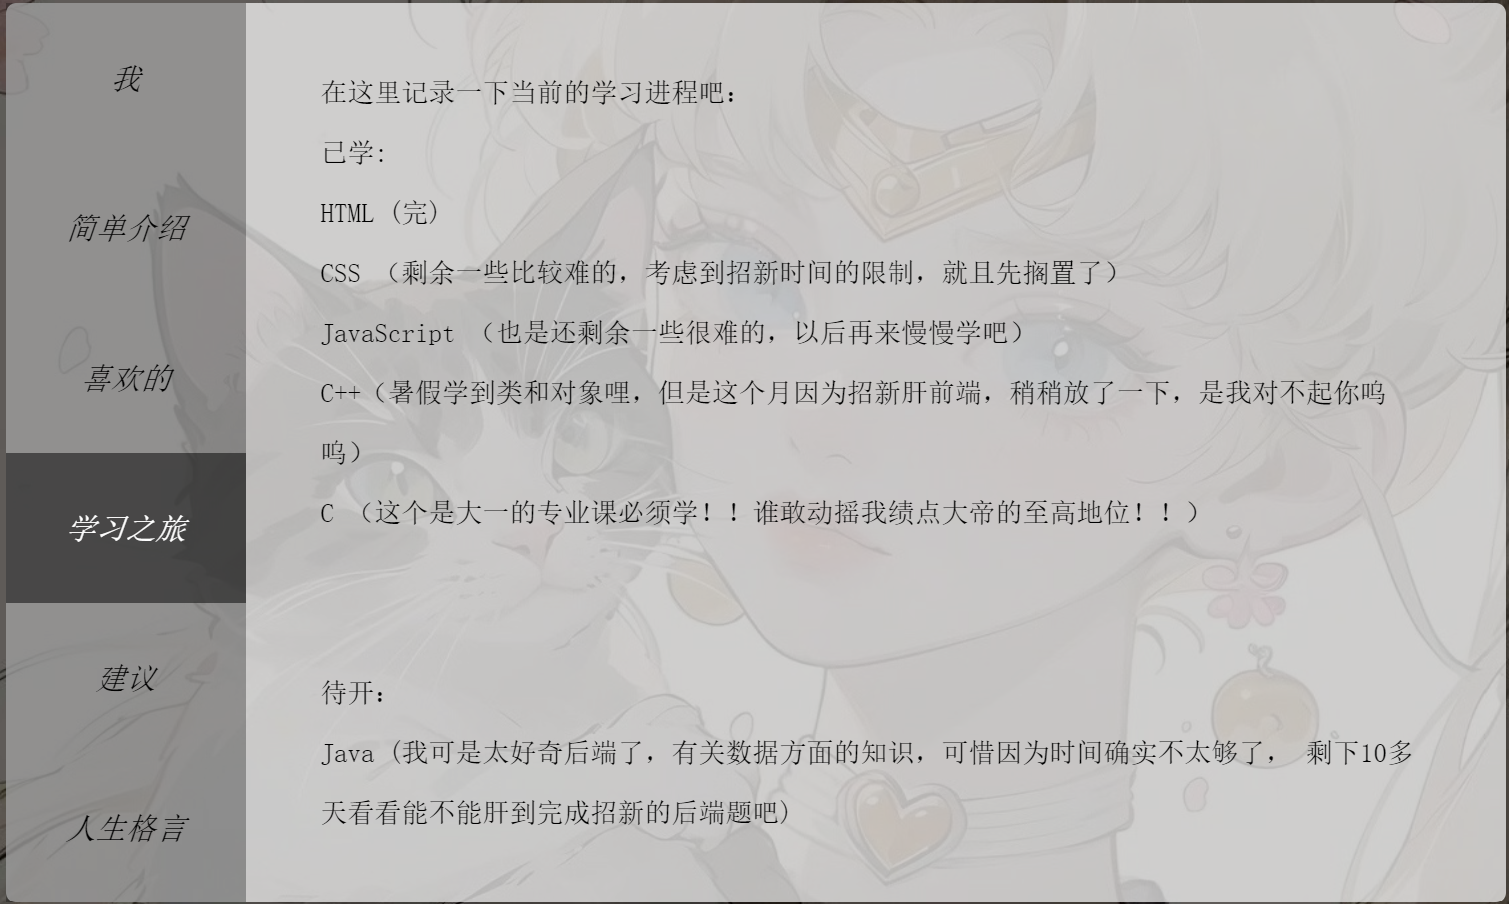 我
简单介绍
喜欢的
学习之旅
建议
人生格言
在这里记录一下当前的学习进程吧：
已学:
HTML (完)
CSS （剩余一些比较难的，考虑到招新时间的限制，就且先搁置了）
JavaScript （也是还剩余一些很难的，以后再来慢慢学吧）
C++（暑假学到类和对象哩，但是这个月因为招新肝前端，稍稍放了一下，是我对不起你呜
呜）
C （这个是大一的专业课必须学！！谁敢动摇我绩点大帝的至高地位！！）
待开：
Java (我可是太好奇后端了，有关数据方面的知识，可惜因为时间确实不太够了， 剩下10多
天看看能不能肝到完成招新的后端题吧)